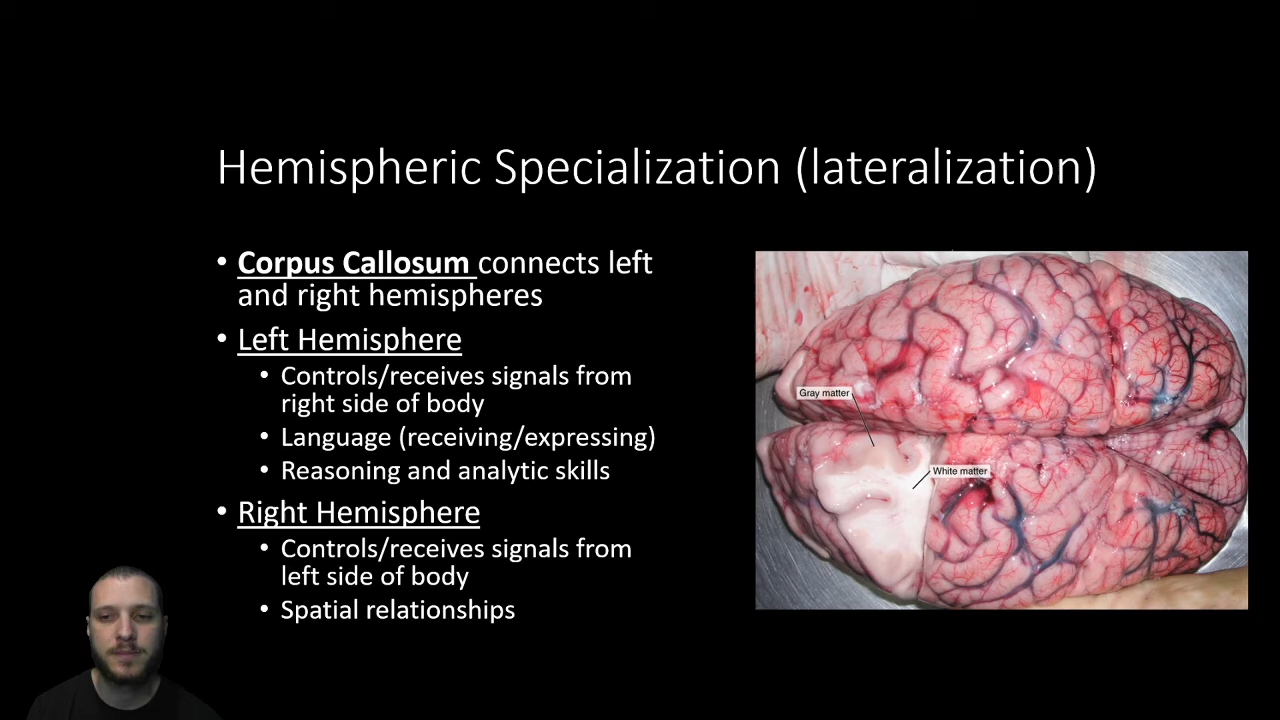 Hemispheric Specialization (lateralization)
• Corpus Callosum connects left
and right hemispheres
• Left Hemisphere
• Controls/receives signals from
right side of body
• Language (receiving/expressing)
• Reasoning and analytic skills
• Right Hemisphere
• Controls/receives signals from
left side of body
• Spatial relationships
Gray matter
White matter